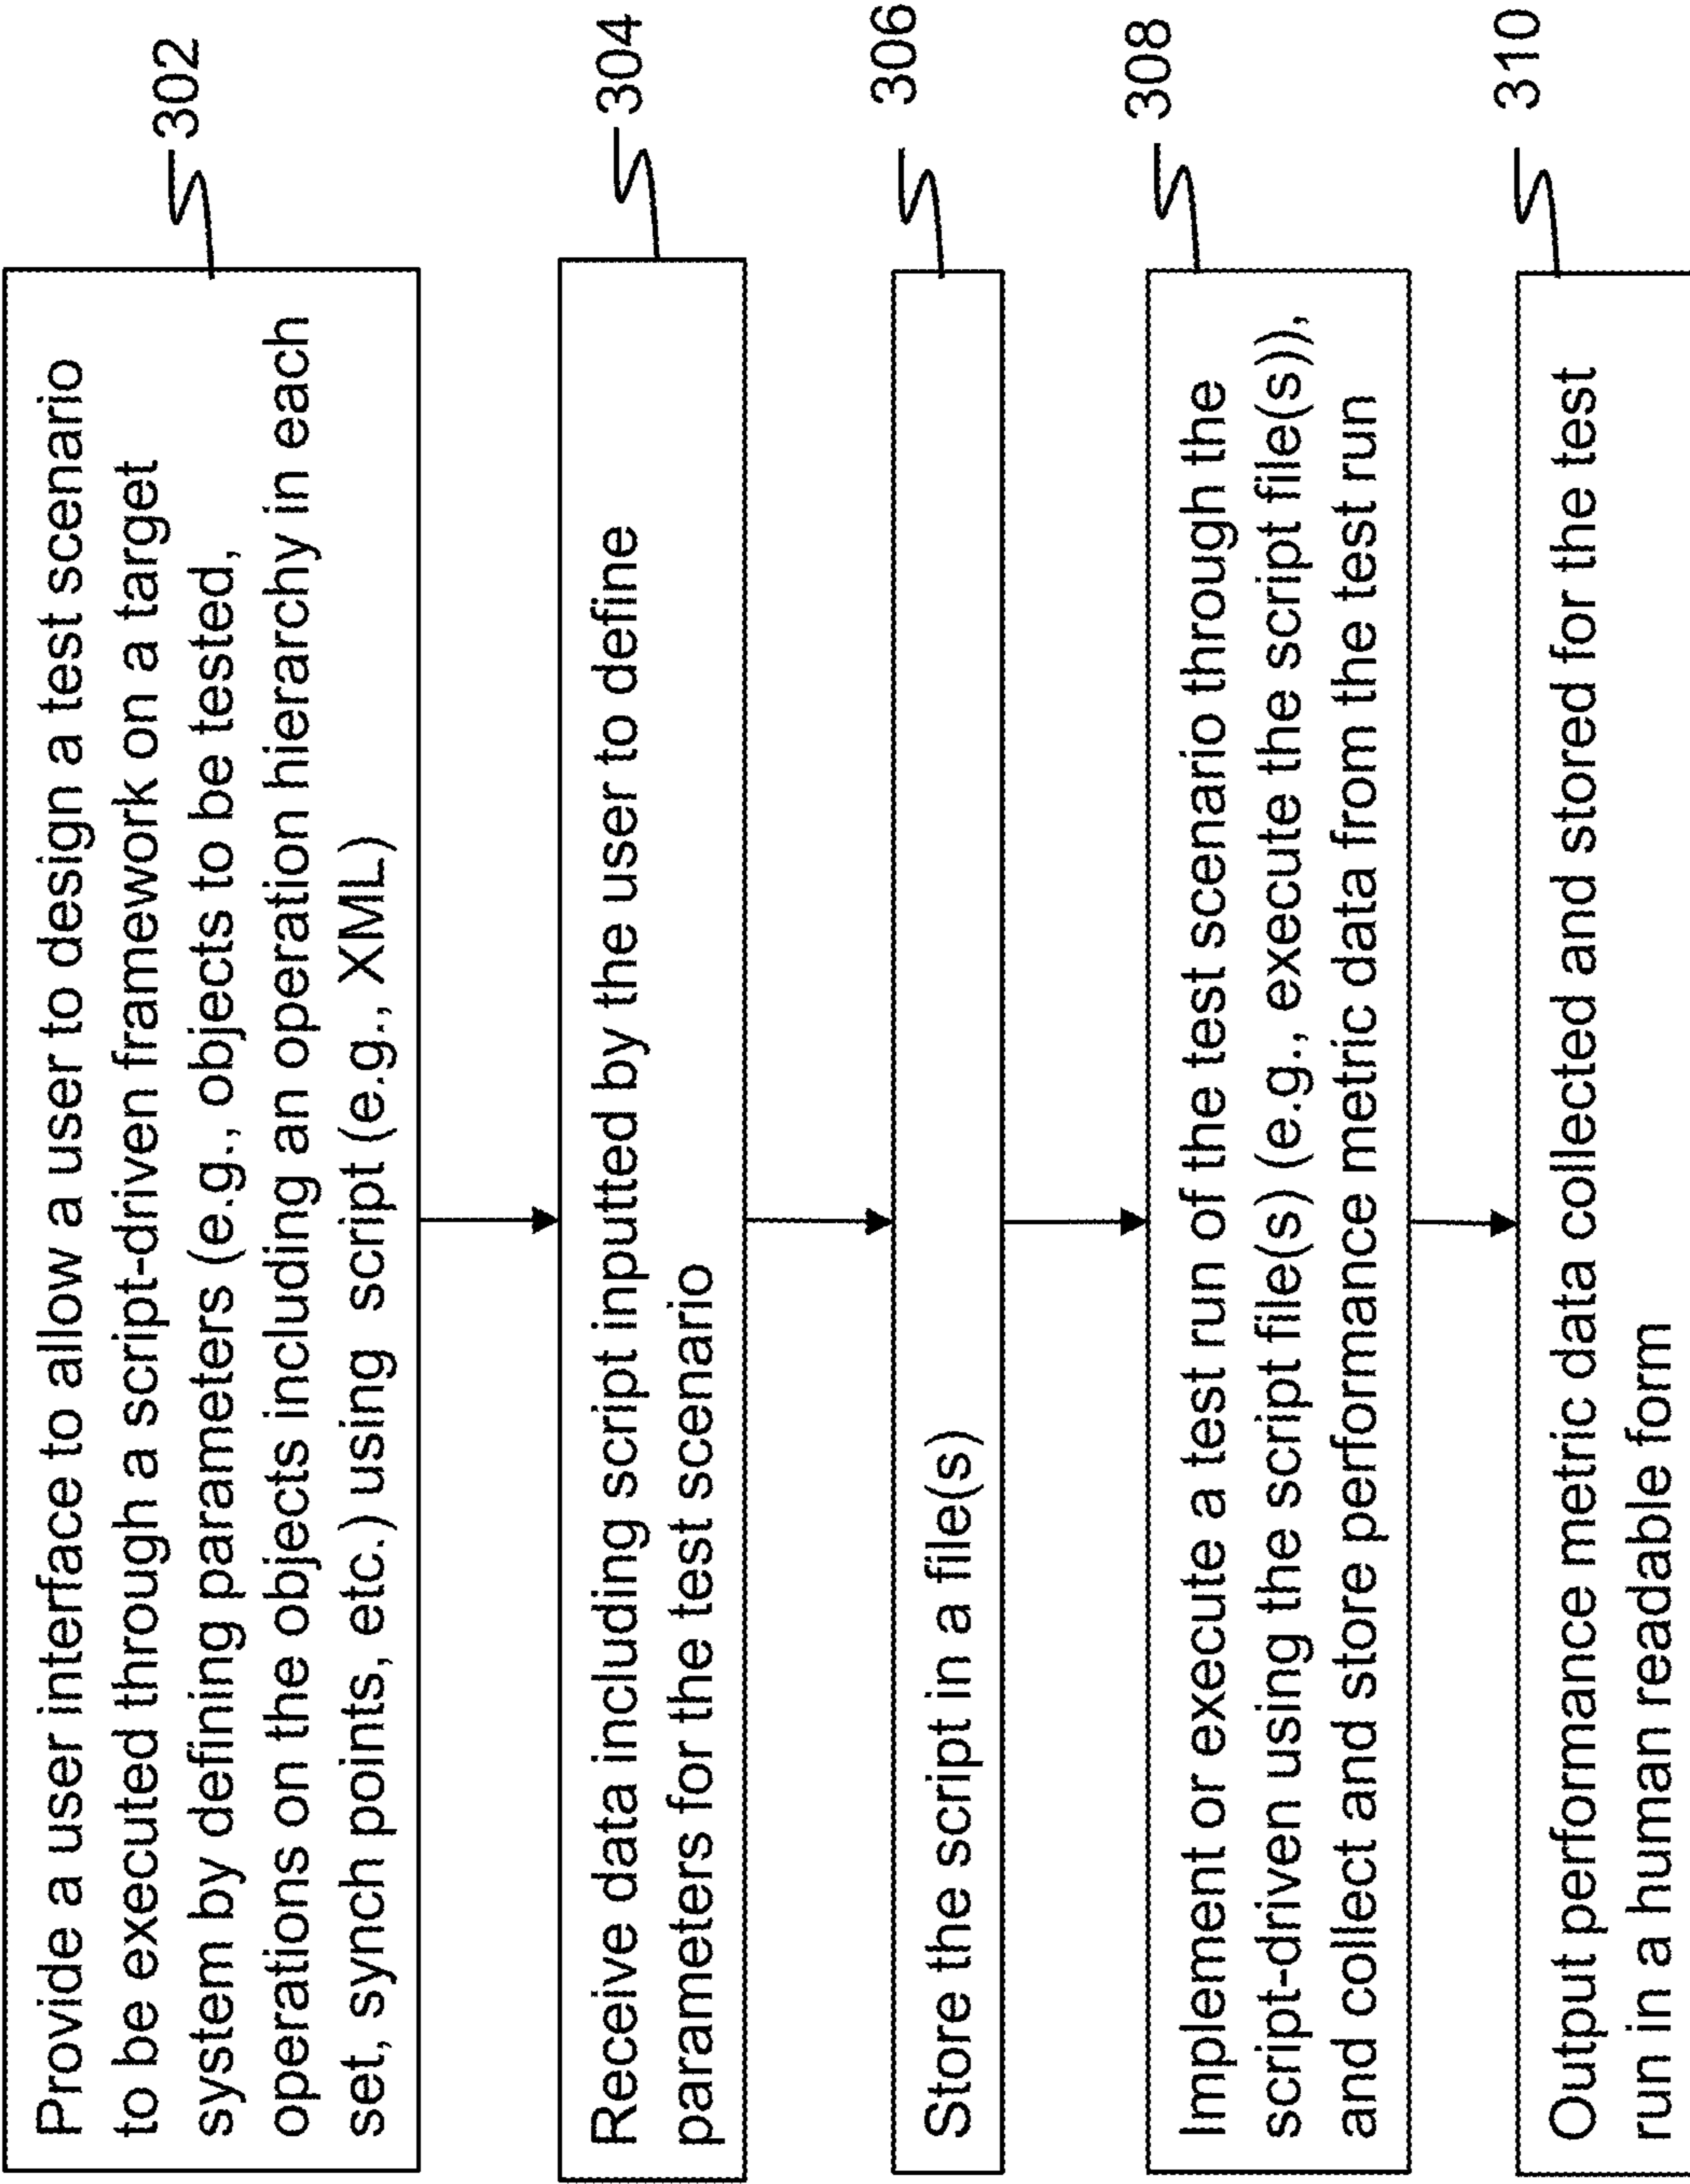 Provide a user interface to allow a user to design a test scenario
to be executed through a script-driven framework on a target
system by defining parameters (e.g., objects to be tested,
operations on the objects including an operation hierarchy in each
set, synch points, etc.) using script (e.g., XML)
302
Receive data including script inputted by the user to define
parameters for the test scenario
304
Store the script in a file(s)
306
Implement or execute a test run of the test scenario through the
script-driven using the script file(s) (e.g., execute the script file(s)),
and collect and store performance metric data from the test run
308
Output performance metric data collected and stored for the test
run in a human readable form
310